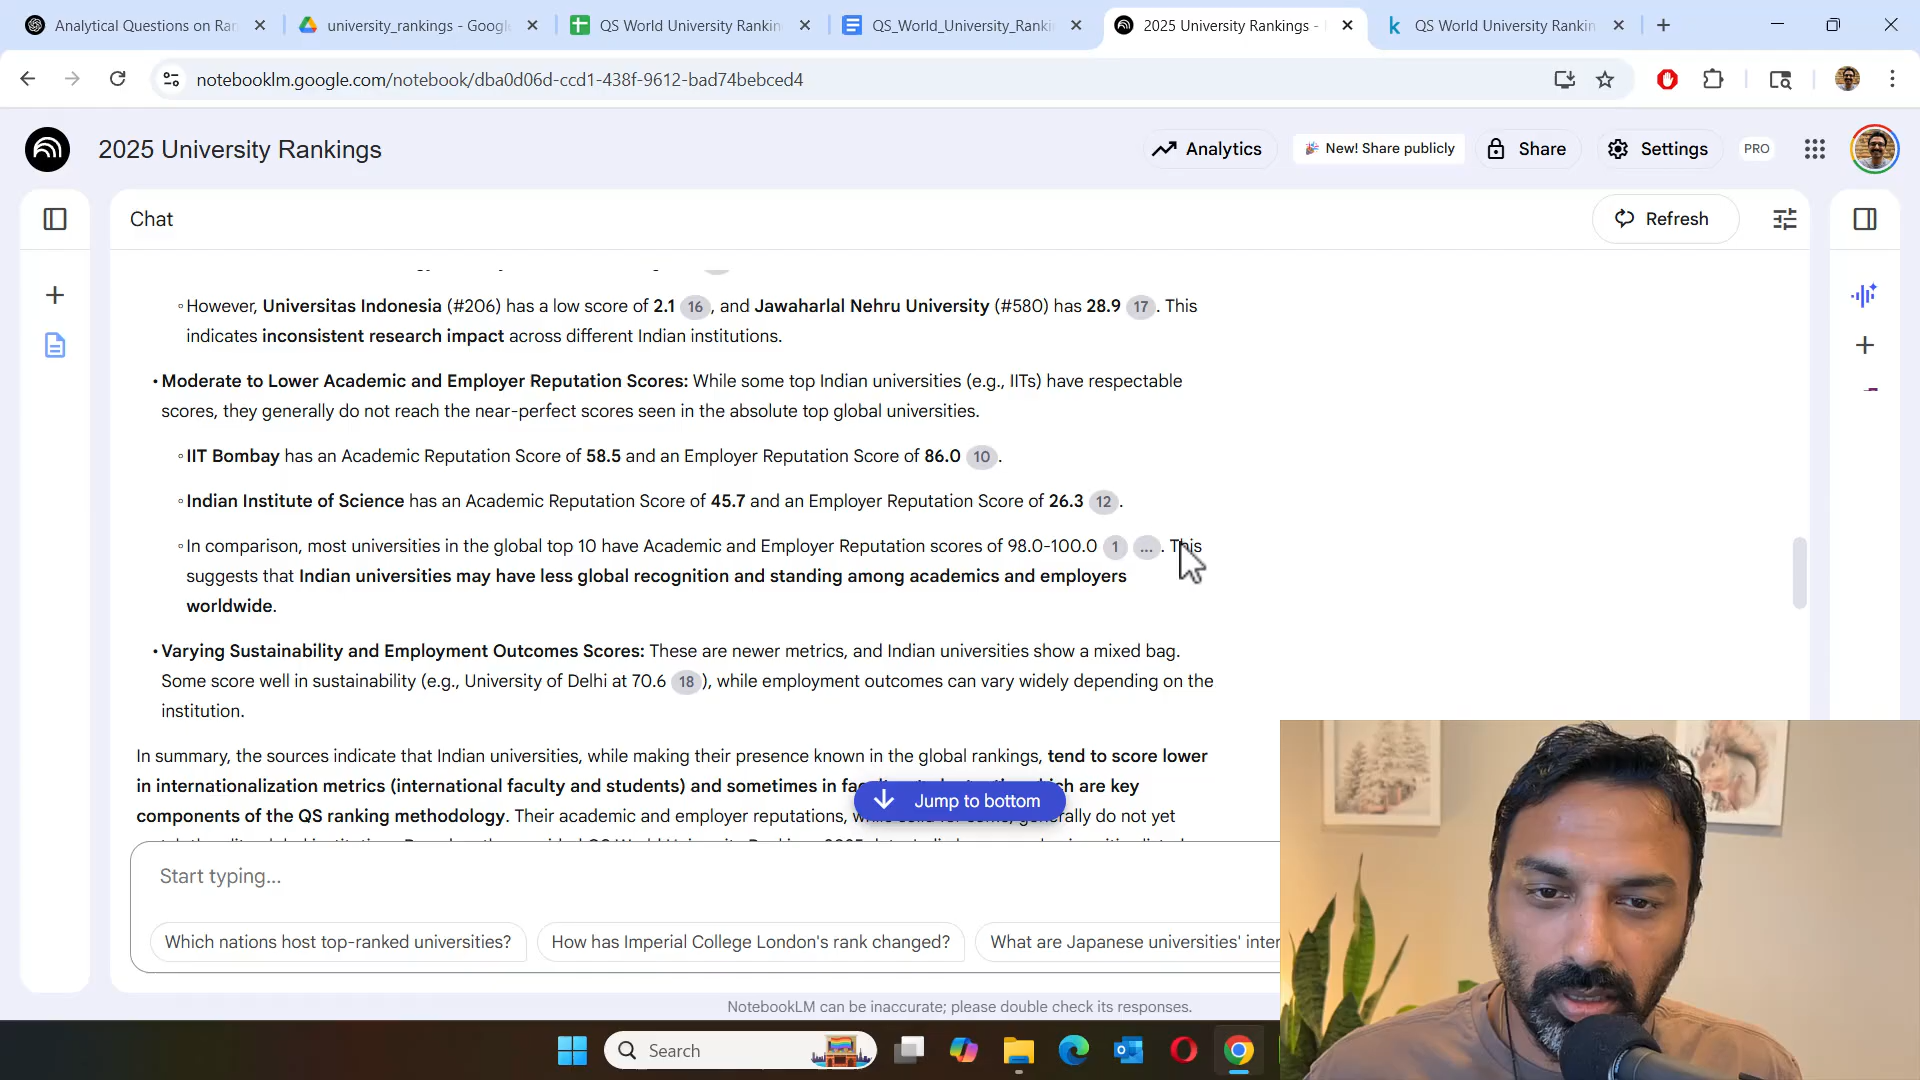 Analytical Questions on Ran
university_rankings - Google
QS World University Rankin
QS_World_University_Ranki
2025 University Rankings -
QS World University Rankin
notebooklm.google.com/notebook/dba0d06d-ccd1-438f-9612-bad74bebced4
2025 University Rankings
Analytics
New! Share publicly
Share
Settings
PRO
Chat
Refresh
However, Universitas Indonesia (#206) has a low score of 2.1 16, and Jawaharlal Nehru University (#580) has 28.9 17. This
indicates inconsistent research impact across different Indian institutions.
• Moderate to Lower Academic and Employer Reputation Scores: While some top Indian universities (e.g., IITs) have respectable
scores, they generally do not reach the near-perfect scores seen in the absolute top global universities.
IIT Bombay has an Academic Reputation Score of 58.5 and an Employer Reputation Score of 86.0 10.
Indian Institute of Science has an Academic Reputation Score of 45.7 and an Employer Reputation Score of 26.3 12.
In comparison, most universities in the global top 10 have Academic and Employer Reputation scores of 98.0-100.0 1 .... This
suggests that Indian universities may have less global recognition and standing among academics and employers
worldwide.
• Varying Sustainability and Employment Outcomes Scores: These are newer metrics, and Indian universities show a mixed bag.
Some score well in sustainability (e.g., University of Delhi at 70.6 18), while employment outcomes can vary widely depending on the
institution.
In summary, the sources indicate that Indian universities, while making their presence known in the global rankings, tend to score lower
in internationalization metrics (international faculty and students) and sometimes in are key
components of the QS ranking methodology. Their academic and employer reputations, generally do not yet
Jump to bottom
Start typing...
Which nations host top-ranked universities?
How has Imperial College London's rank changed?
What are Japanese universities' inter
NotebookLM can be inaccurate; please double check its responses.
Search